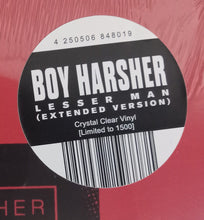 4 250506 848019
BOY HARSHER
LESSER MAN
(EXTENDED VERSION)
Crystal Clear Vinyl
[Limited to 1500]
HER